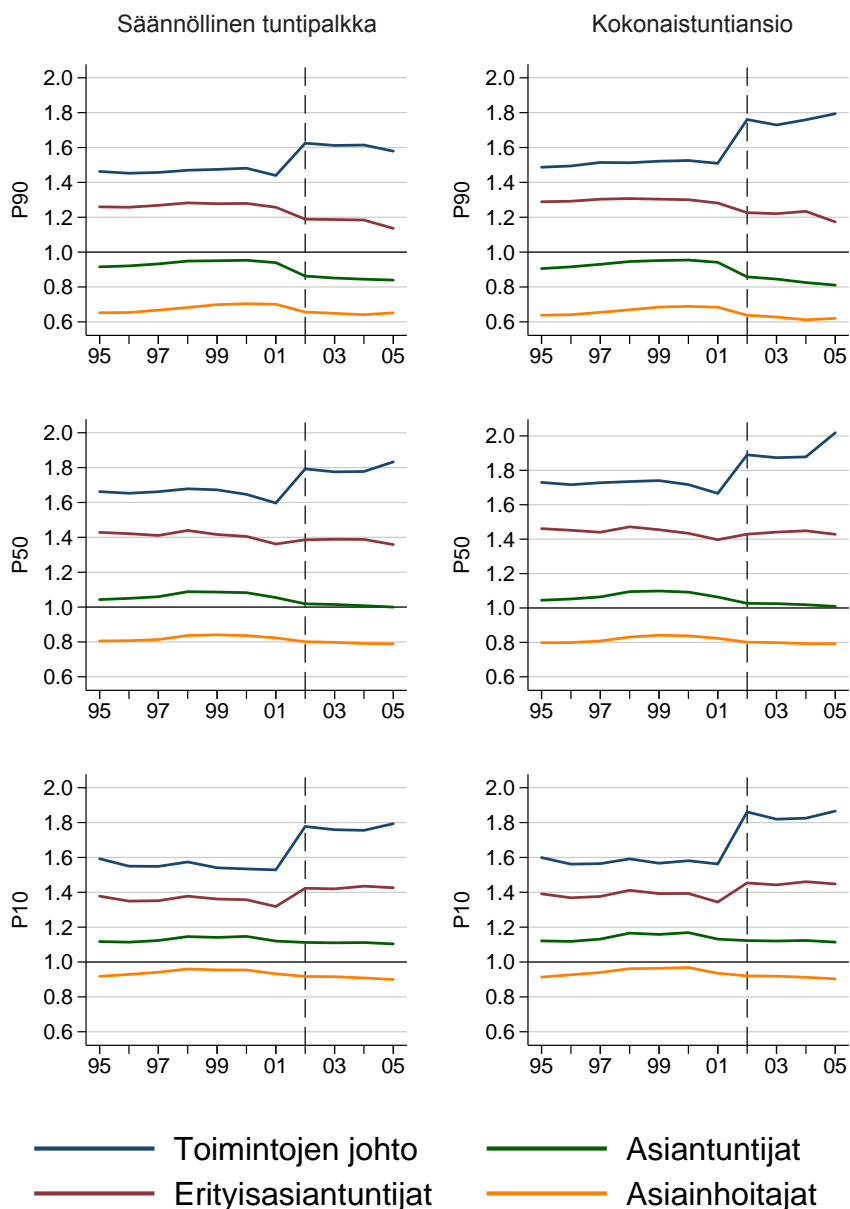 Säännöllinen tuntipalkka
Kokonaistuntiansio
P90
2.0
1.8
1.6
1.4
1.2
1.0
0.8
0.6
95 97 99 01 03 05
P90
2.0
1.8
1.6
1.4
1.2
1.0
0.8
0.6
95 97 99 01 03 05
P50
2.0
1.8
1.6
1.4
1.2
1.0
0.8
0.6
95 97 99 01 03 05
P50
2.0
1.8
1.6
1.4
1.2
1.0
0.8
0.6
95 97 99 01 03 05
P10
2.0
1.8
1.6
1.4
1.2
1.0
0.8
0.6
95 97 99 01 03 05
P10
2.0
1.8
1.6
1.4
1.2
1.0
0.8
0.6
95 97 99 01 03 05
Toimintojen johto
Asiantuntijat
Erityisasiantuntijat
Asiainhoitajat